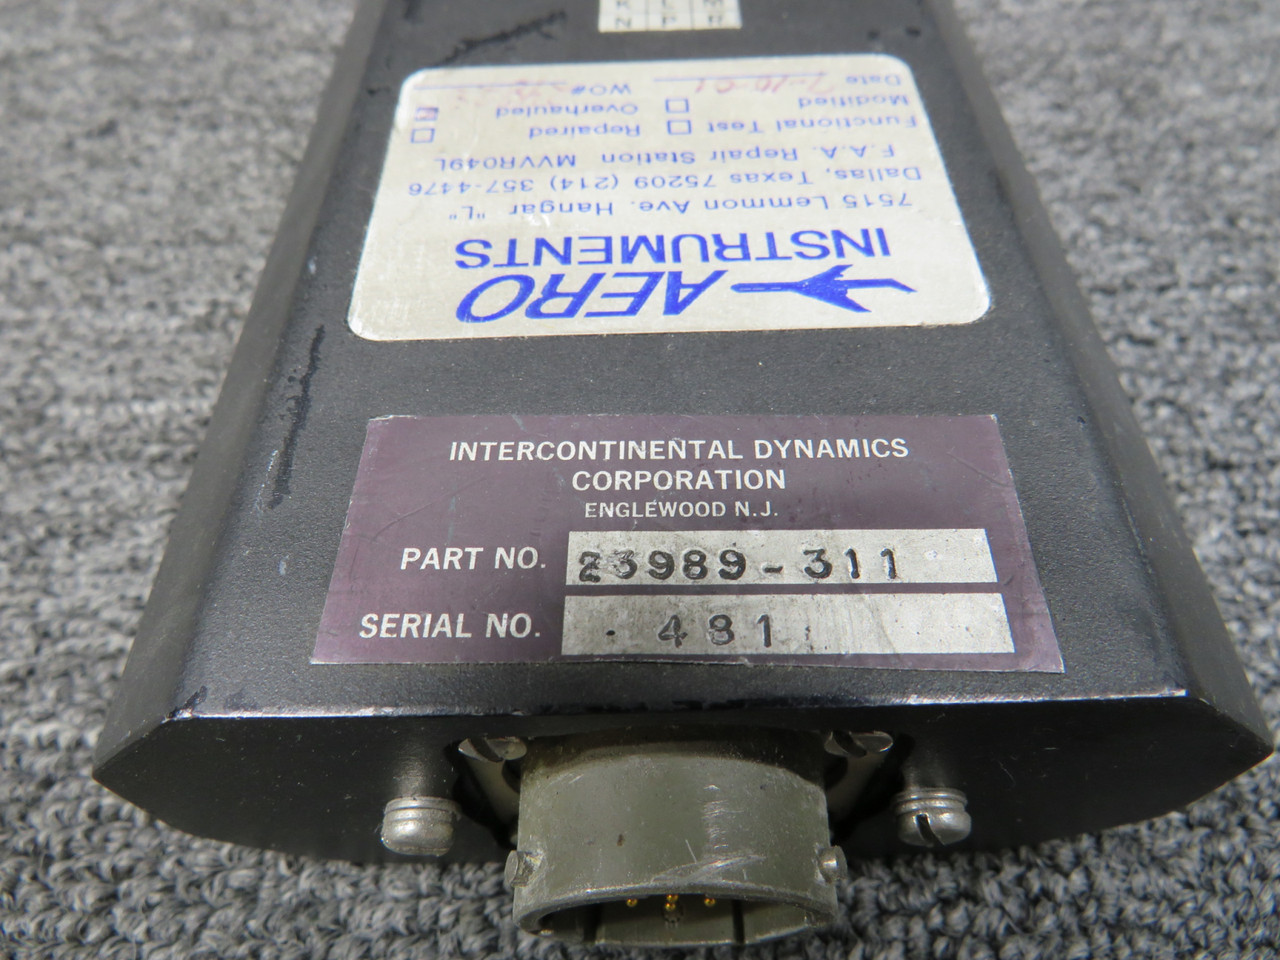 K L M
N P R
AERO
INSTRUMENTS
7515 Lemmon Ave. Hangar "L"
Dallas, Texas 75209 (214) 357-4476
F.A.A. Repair Station MVVR049L
Functional Test Repaired
Modified Overhauled
Date WO#
INTERCONTINENTAL DYNAMICS
CORPORATION
ENGLEWOOD N.J.
PART NO. 23989-311
SERIAL NO. 481